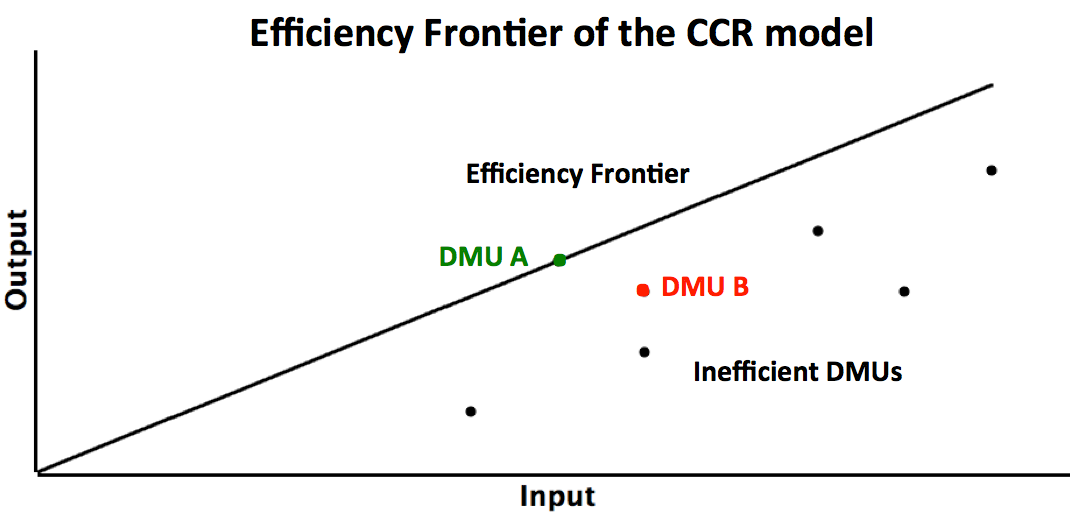 Efficiency Frontier of the CCR model
Efficiency Frontier
DMU A
DMU B
Inefficient DMUs
Output
Input